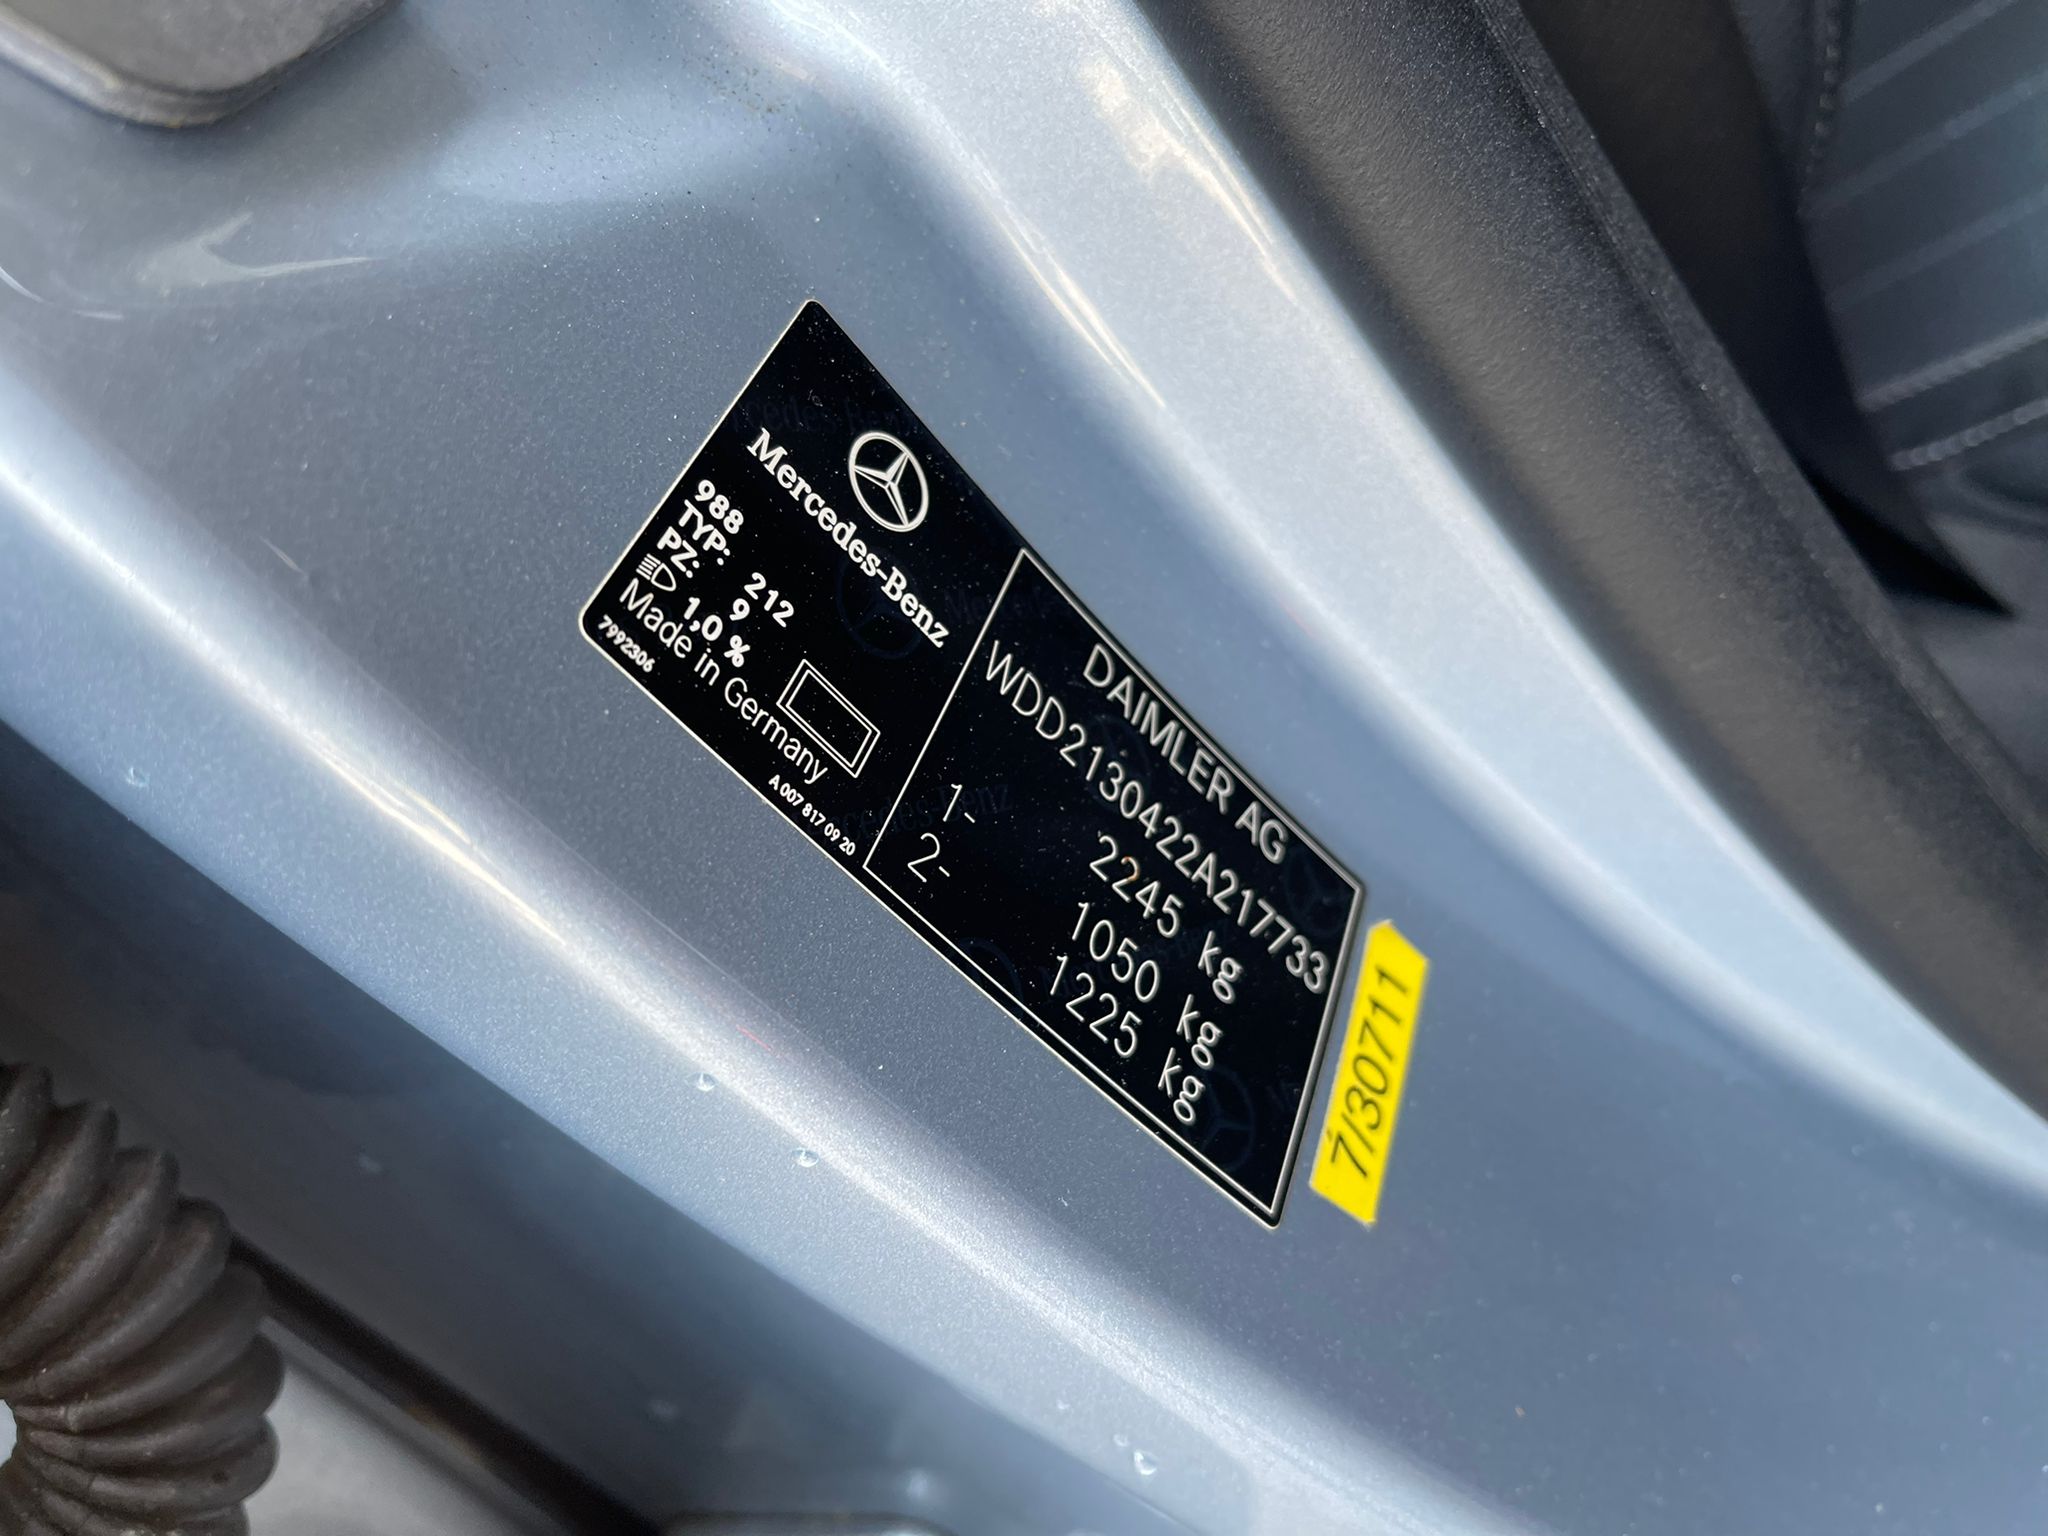 Mercedes-Benz
988
TYP: 212
PZ: 9
1,0 %
Made in Germany
7992306
A 007 817 09 20
DAIMLER AG
WDD2130422A217733
2245 kg
1- 1050 kg
2- 1225 kg
7/30711